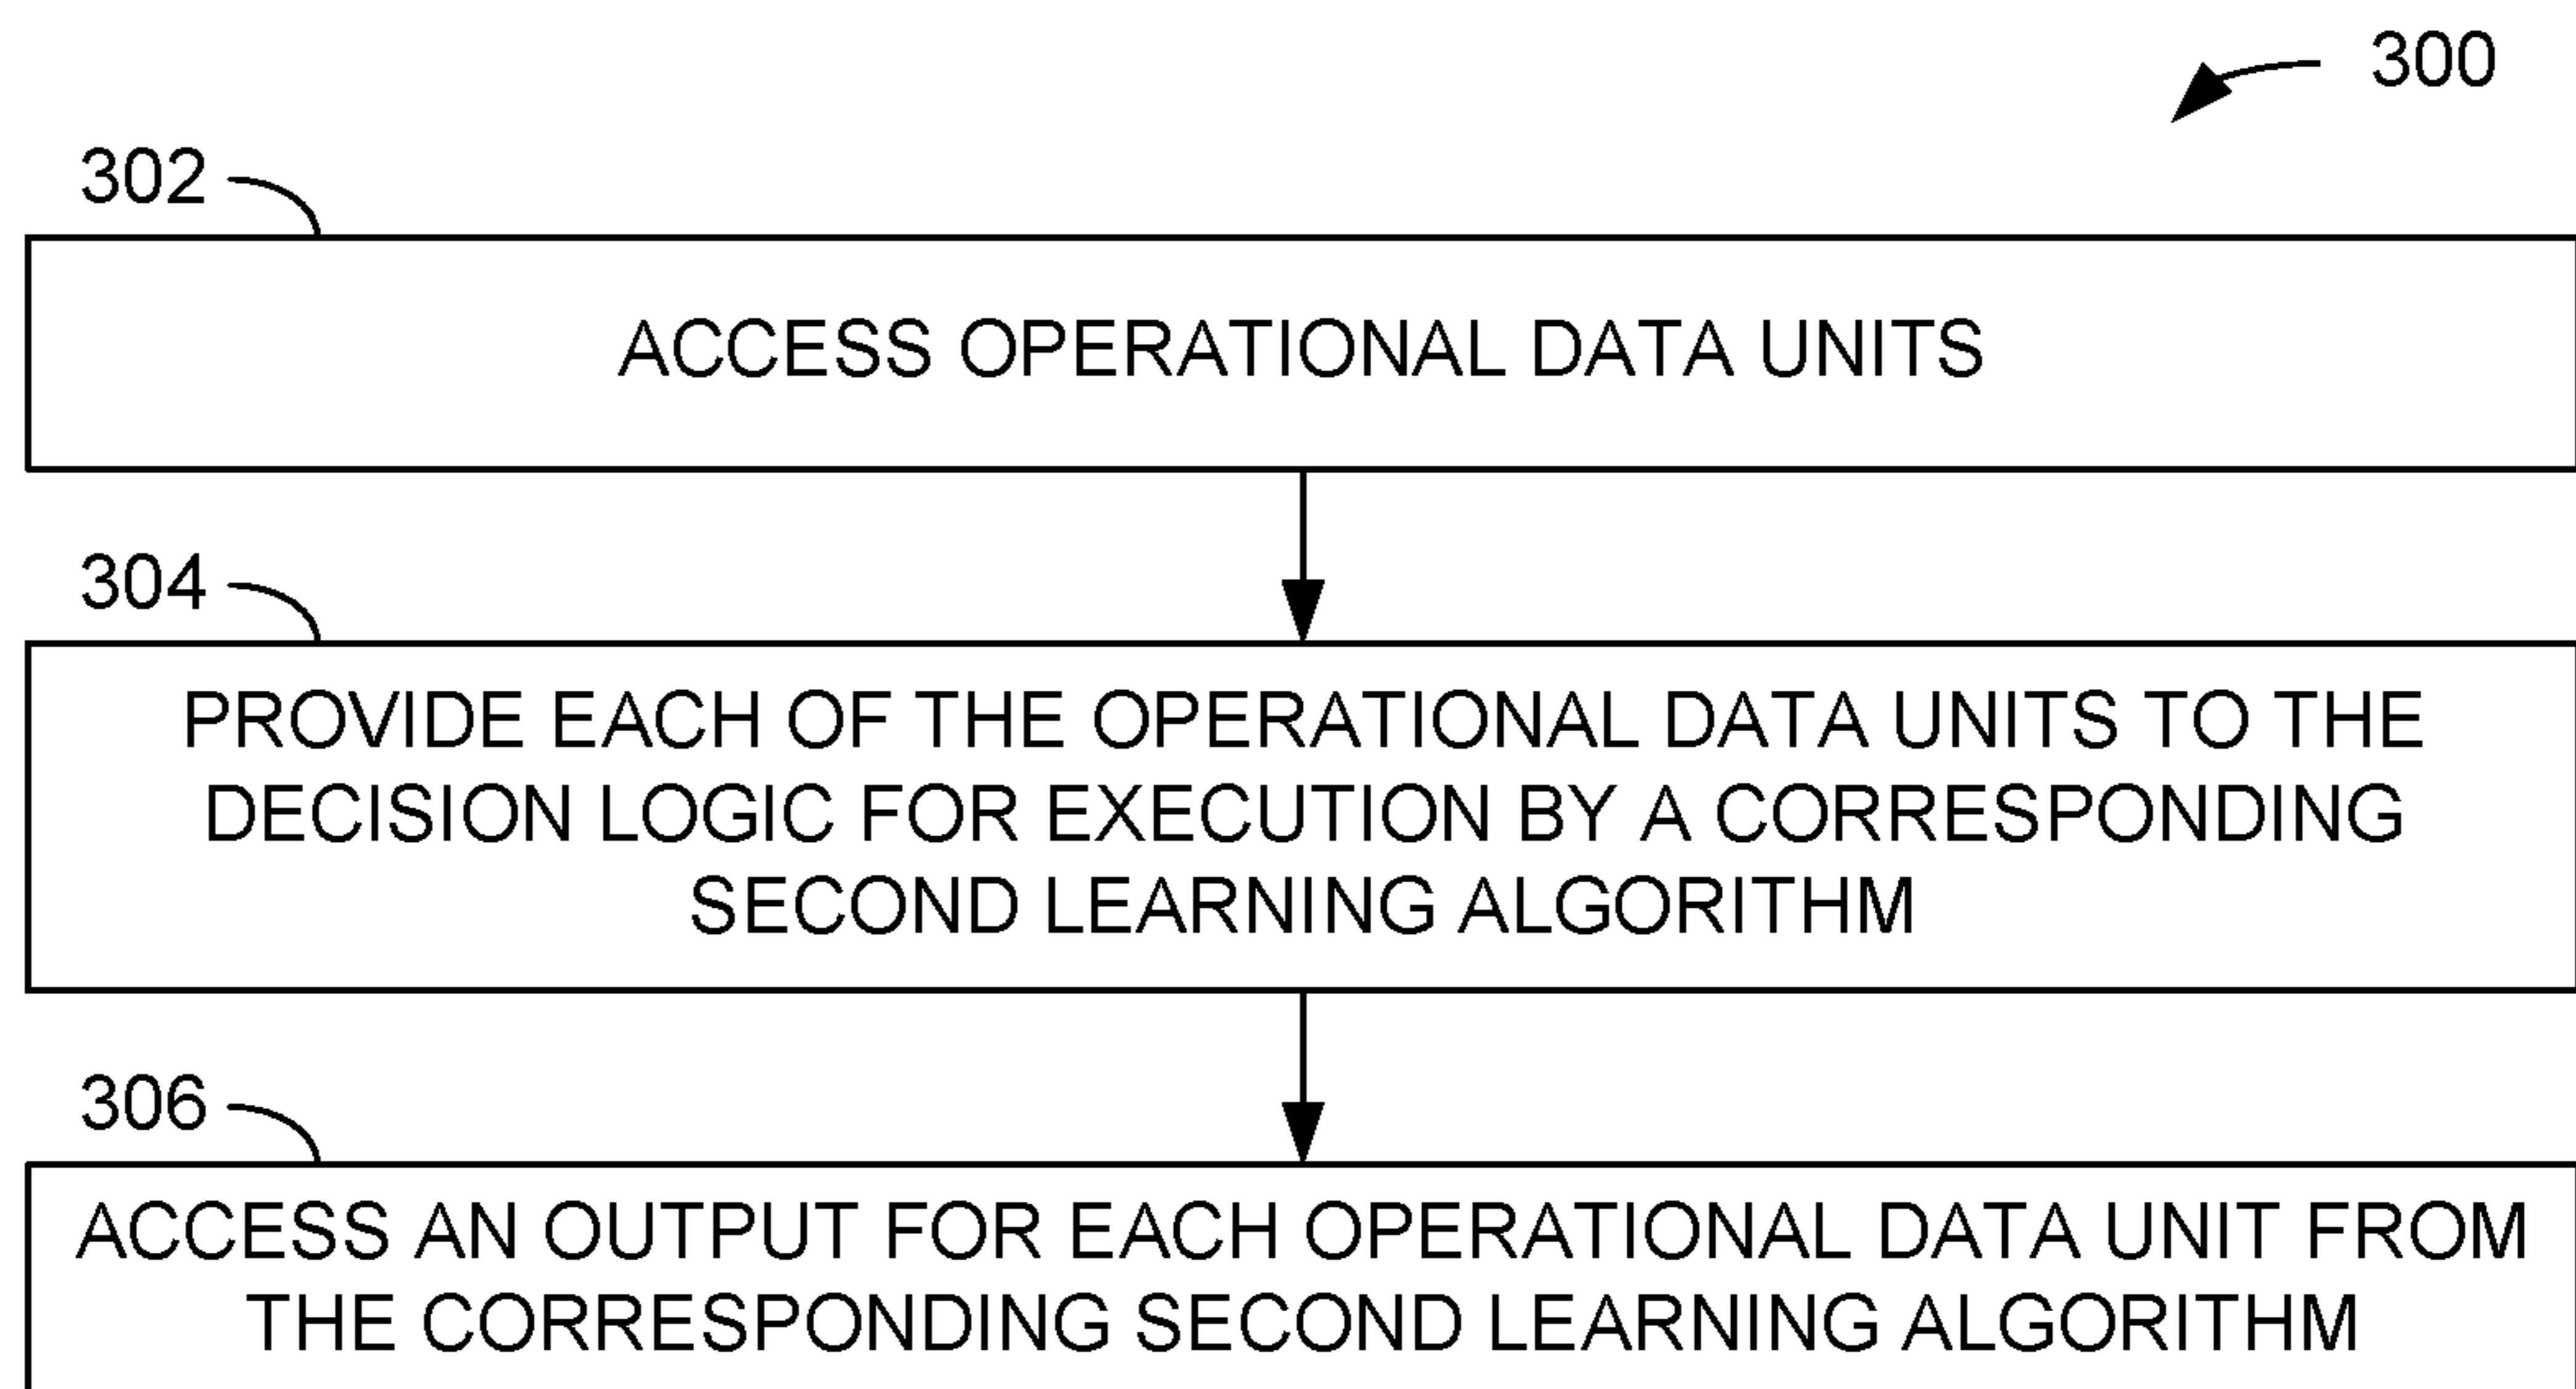 300
302
ACCESS OPERATIONAL DATA UNITS
304
PROVIDE EACH OF THE OPERATIONAL DATA UNITS TO THE
DECISION LOGIC FOR EXECUTION BY A CORRESPONDING
SECOND LEARNING ALGORITHM
306
ACCESS AN OUTPUT FOR EACH OPERATIONAL DATA UNIT FROM
THE CORRESPONDING SECOND LEARNING ALGORITHM